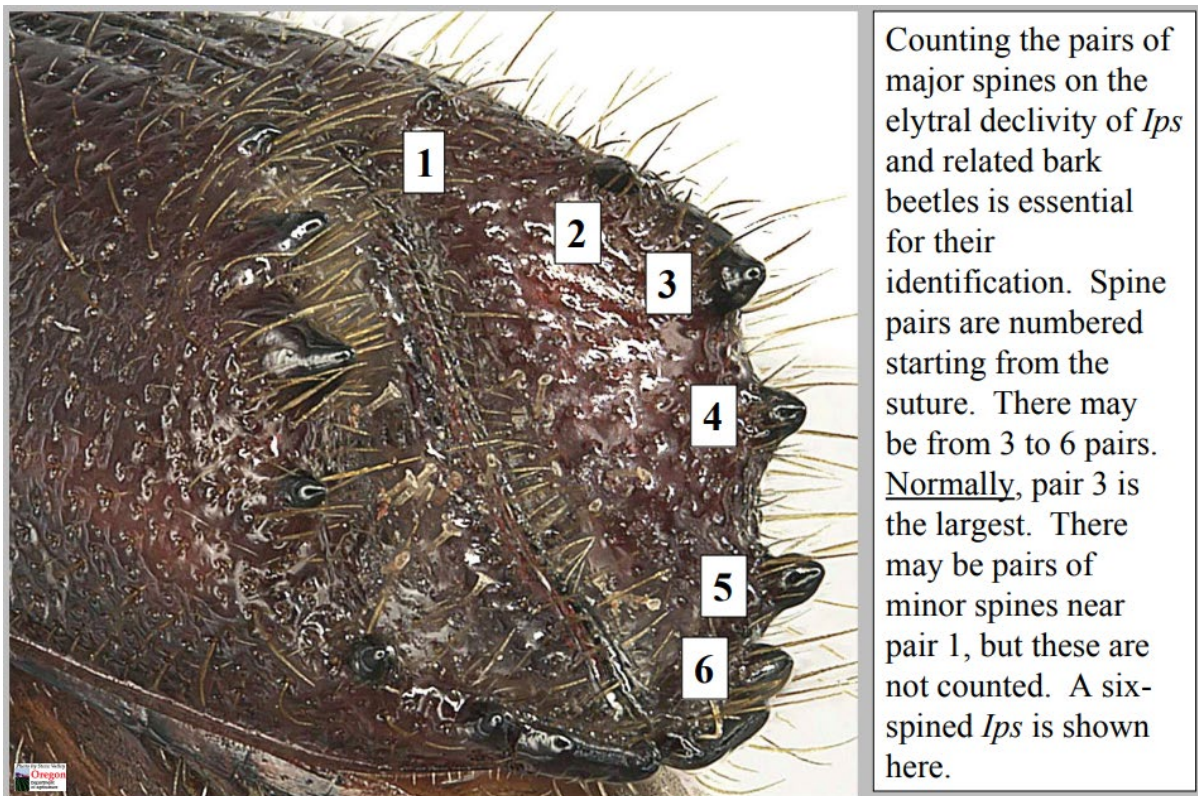 1
2
3
4
5
6
Counting the pairs of
major spines on the
elytral declivity of Ips
and related bark
beetles is essential
for their
identification. Spine
pairs are numbered
starting from the
suture. There may
be from 3 to 6 pairs.
Normally, pair 3 is
the largest. There
may be pairs of
minor spines near
pair 1, but these are
not counted. A six-
spined Ips is shown
here.
Oregon